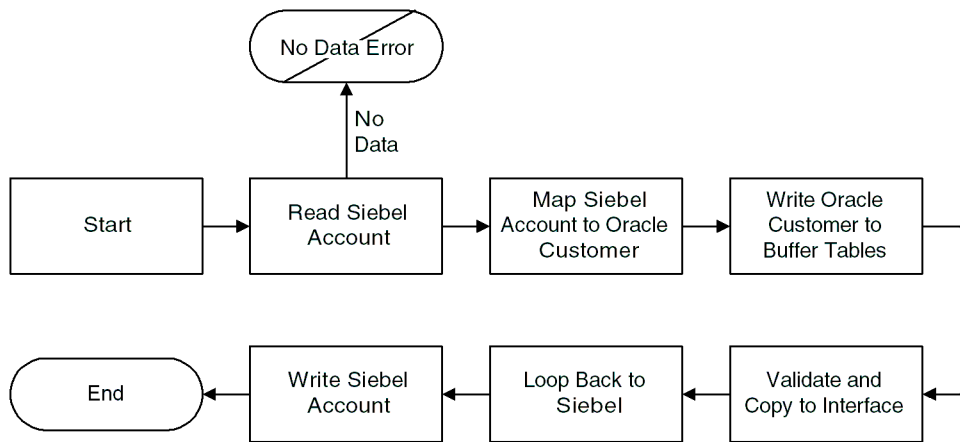 No Data Error
No
Data
Start
Read Siebel
Account
Map Siebel
Account to Oracle
Customer
Write Oracle
Customer to
Buffer Tables
End
Write Siebel
Account
Loop Back to
Siebel
Validate and
Copy to Interface